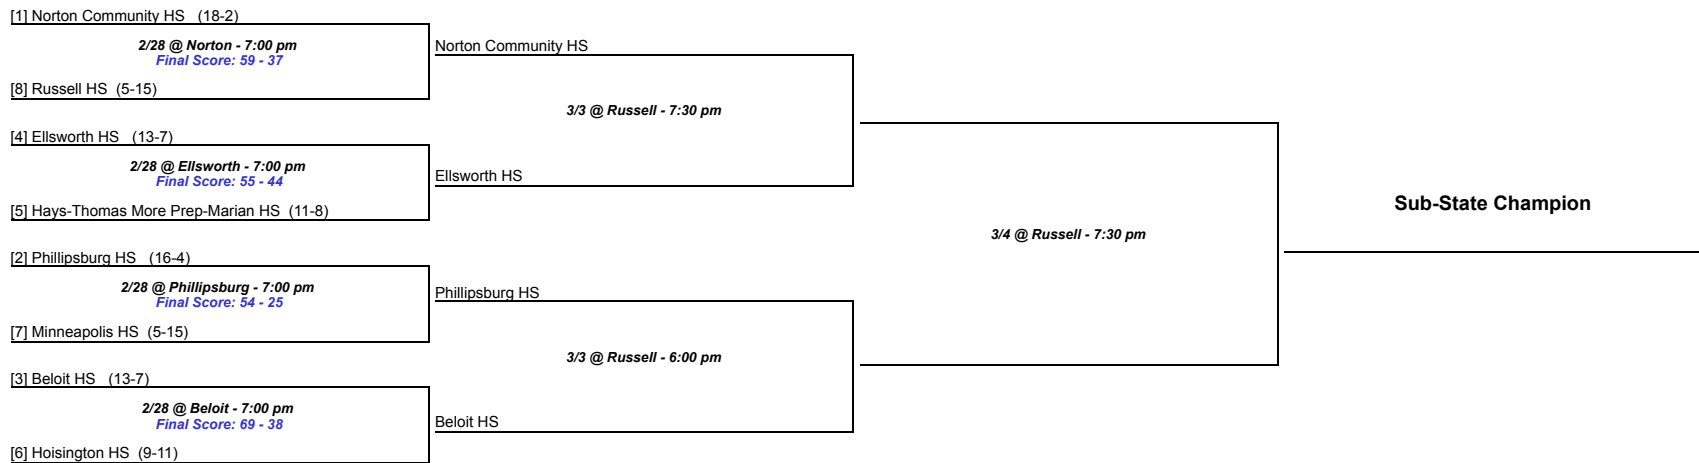 [1] Norton Community HS (18-2)
2/28 @ Norton - 7:00 pm
Final Score: 59 - 37
[8] Russell HS (5-15)
Norton Community HS
3/3 @ Russell - 7:30 pm
[4] Ellsworth HS (13-7)
2/28 @ Ellsworth - 7:00 pm
Final Score: 55 - 44
[5] Hays-Thomas More Prep-Marian HS (11-8)
Ellsworth HS
[2] Phillipsburg HS (16-4)
2/28 @ Phillipsburg - 7:00 pm
Final Score: 54 - 25
[7] Minneapolis HS (5-15)
Phillipsburg HS
3/3 @ Russell - 6:00 pm
[3] Beloit HS (13-7)
2/28 @ Beloit - 7:00 pm
Final Score: 69 - 38
[6] Hoisington HS (9-11)
Beloit HS
3/4 @ Russell - 7:30 pm
Sub-State Champion